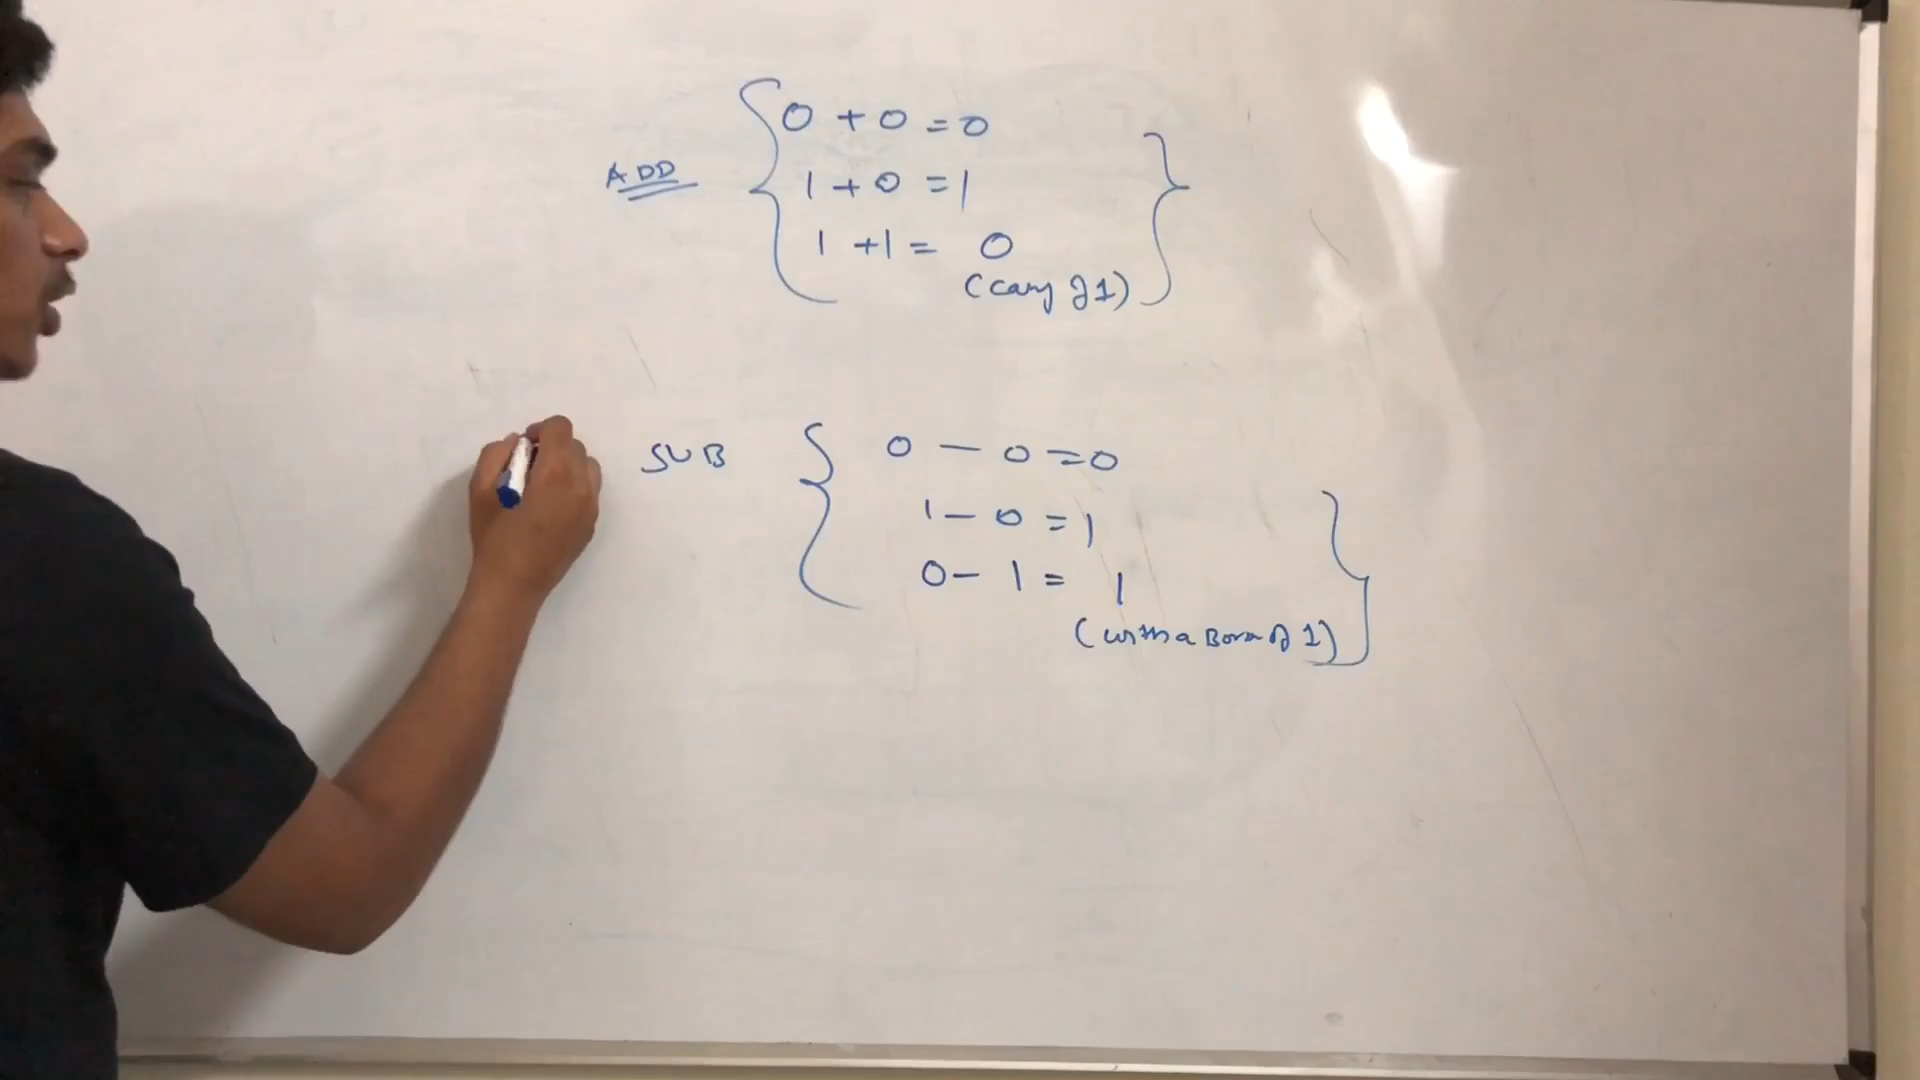 ADD
0 + 0 = 0
1 + 0 = 1
1 + 1 = 0
(carry of 1)
SUB
0 - 0 = 0
1 - 0 = 1
0 - 1 = 1
(with a Borrow of 1)